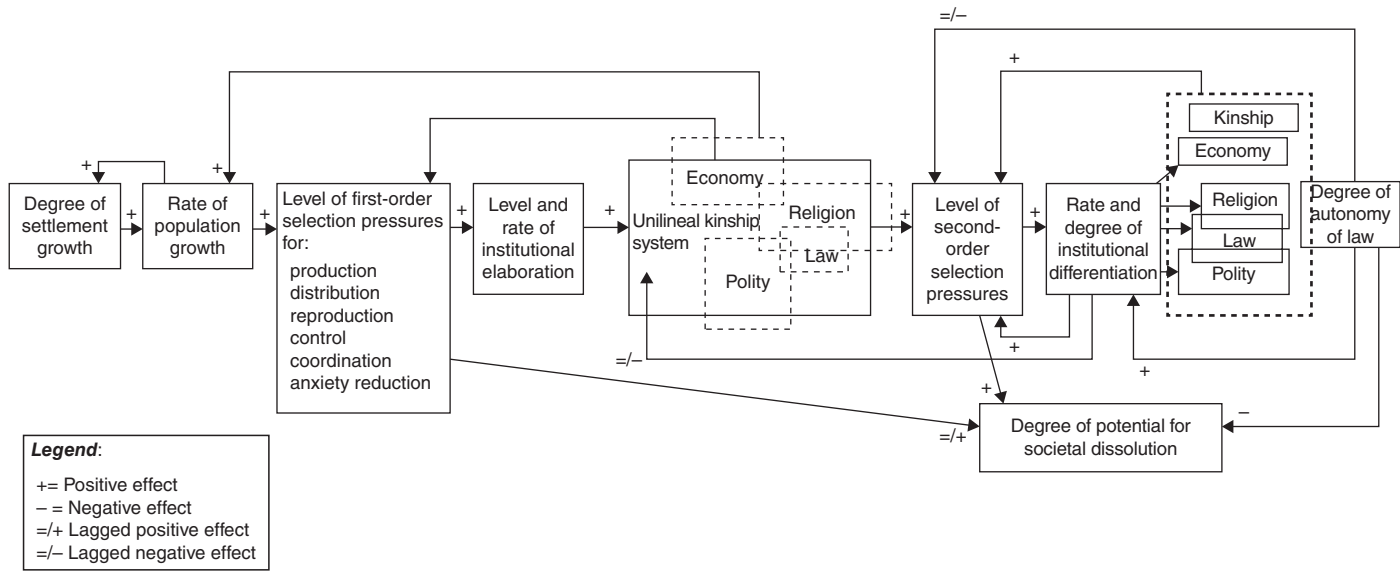 =/–
+
+
+
Degree of
settlement
growth
+
Rate of
population
growth
+
Level of first-order
selection pressures
for:
production
distribution
reproduction
control
coordination
anxiety reduction
+
Level and
rate of
institutional
elaboration
+
Unilineal kinship
system
Economy
Religion
Law
Polity
+
Level of
second-
order
selection
pressures
+
Rate and
degree of
institutional
differentiation
Kinship
Economy
Religion
Law
Polity
Degree of
autonomy
of law
=/–
+
+
+
=/+
–
Degree of potential for
societal dissolution
Legend:
+= Positive effect
– = Negative effect
=/+ Lagged positive effect
=/– Lagged negative effect